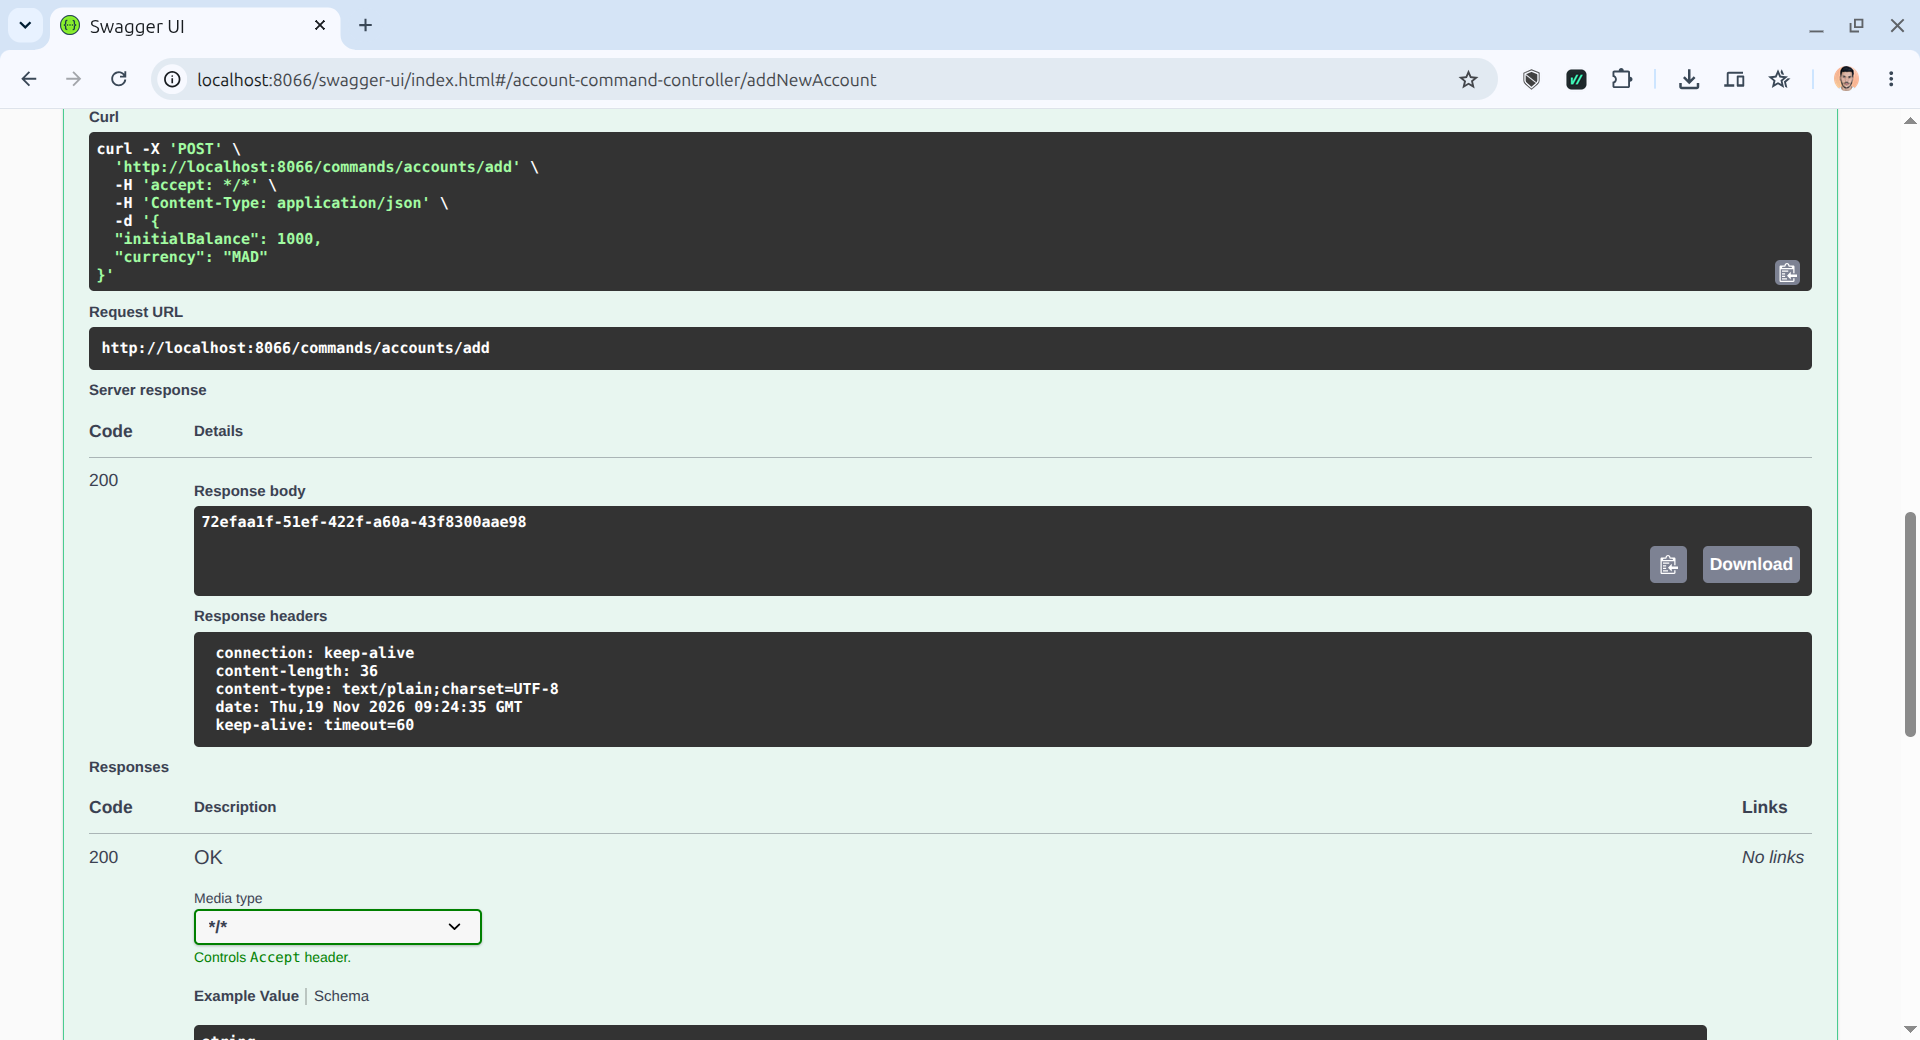 Swagger UI
localhost:8066/swagger-ui/index.html#/account-command-controller/addNewAccount
Curl
curl -X 'POST' \
'http://localhost:8066/commands/accounts/add' \
-H 'accept: */*' \
-H 'Content-Type: application/json' \
-d '{
"initialBalance": 1000,
"currency": "MAD"
}'
Request URL
http://localhost:8066/commands/accounts/add
Server response
Code Details
200
Response body
72efaa1f-51ef-422f-a60a-43f8300aae98
Download
Response headers
connection: keep-alive
content-length: 36
content-type: text/plain;charset=UTF-8
date: Thu,19 Nov 2026 09:24:35 GMT
keep-alive: timeout=60
Responses
Code Description Links
200 OK No links
Media type
*/*
Controls Accept header.
Example Value Schema
string